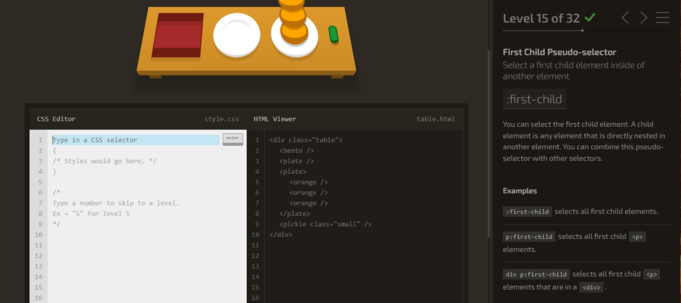 Level 15 of 32
First Child Pseudo-selector
Select a first child element inside of
another element
:first-child
You can select the first child element. A child
element is any element that is directly nested in
another element. You can combine this pseudo-
selector with other selectors.
Examples
:first-child selects all first child elements.
p:first-child selects all first child <p>
elements.
div p:first-child selects all first child <p>
elements that are in a <div>.
CSS Editor style.css
1 Type in a CSS selector enter
2 {
3 /* Styles would go here. */
4 }
5
6 /*
7 Type a number to skip to a level.
8 Ex → "5" for level 5
9 */
10
11
12
13
14
15
16
HTML Viewer table.html
1 <div class="table">
2 <bento />
3 <plate />
4 <plate>
5 <orange />
6 <orange />
7 <orange />
8 </plate>
9 <pickle class="small" />
10 </div>
11
12
13
14
15
16